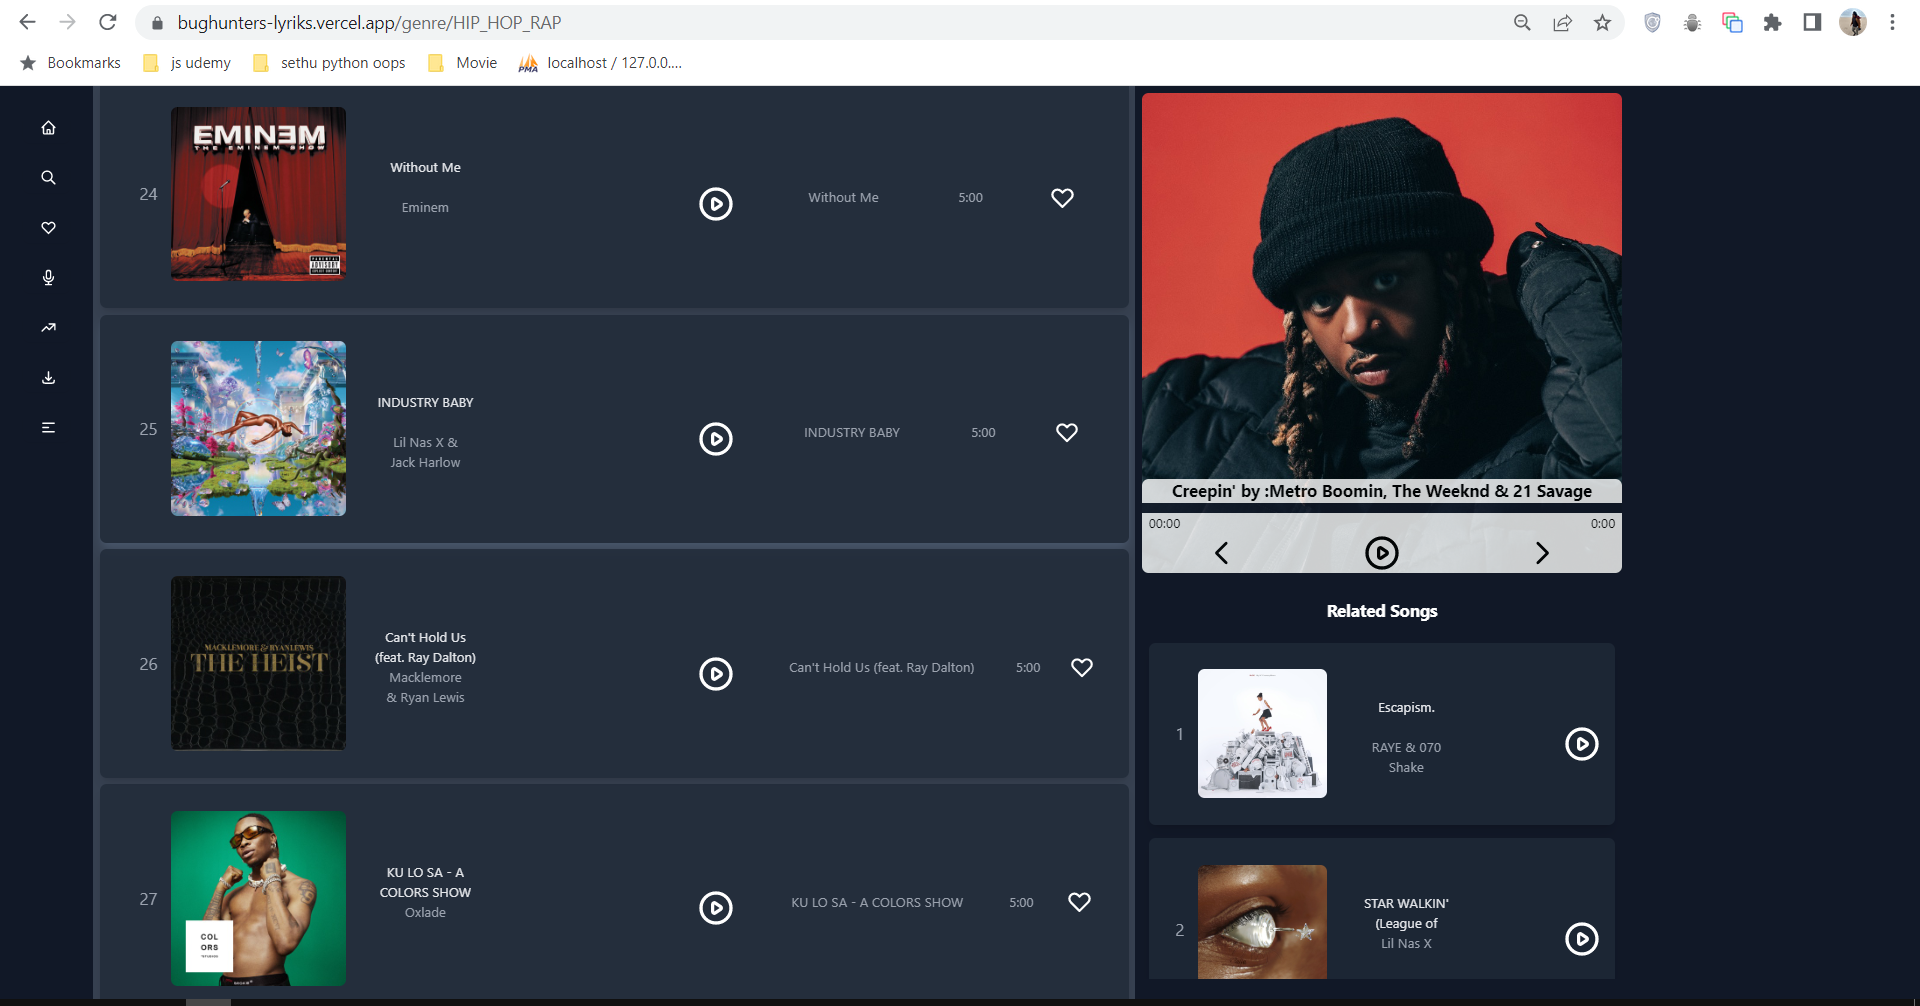 bughunters-lyriks.vercel.app/genre/HIP_HOP_RAP
Bookmarks
js udemy
sethu python oops
Movie
PMA
localhost / 127.0.0....
24
EMINEM
THE EMINEM SHOW
PARENTAL
ADVISORY
EXPLICIT CONTENT
Without Me
Eminem
Without Me
5:00
25
INDUSTRY BABY
Lil Nas X &
Jack Harlow
INDUSTRY BABY
5:00
26
MACKLEMORE & RYAN LEWIS
THE HEIST
Can't Hold Us
(feat. Ray Dalton)
Macklemore
& Ryan Lewis
Can't Hold Us (feat. Ray Dalton)
5:00
27
COL
ORS
KU LO SA - A
COLORS SHOW
Oxlade
KU LO SA - A COLORS SHOW
5:00
Creepin' by :Metro Boomin, The Weeknd & 21 Savage
00:00
0:00
Related Songs
1
Escapism.
RAYE & 070
Shake
2
STAR WALKIN'
(League of
Lil Nas X